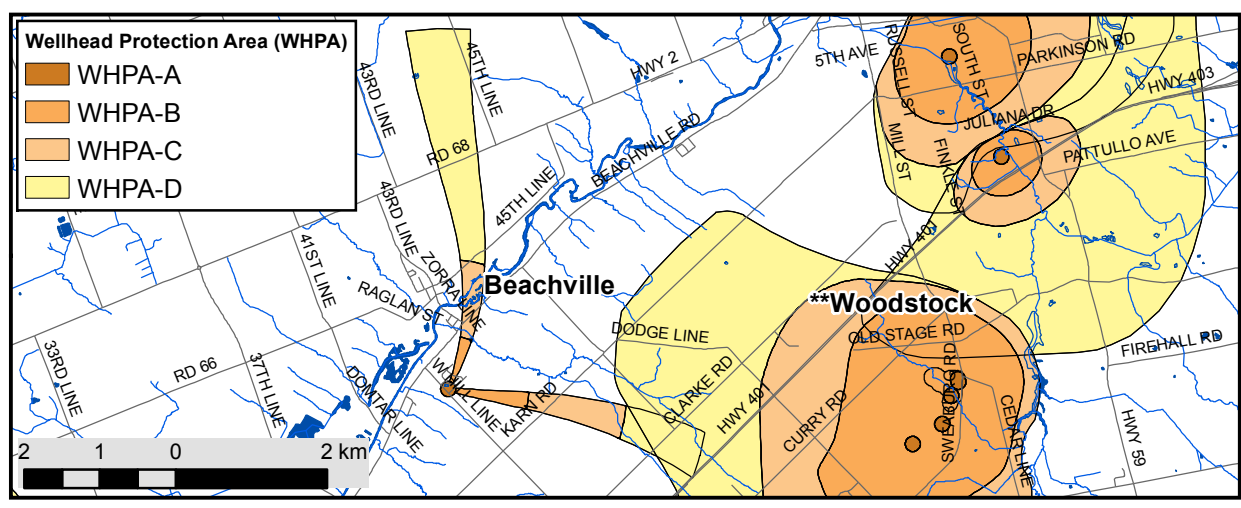 Wellhead Protection Area (WHPA)
WHPA-A
WHPA-B
WHPA-C
WHPA-D
45TH LINE
43RD LINE
HWY 2
5TH AVE
RUSSELL ST
SOUTH ST
PARKINSON RD
HWY 403
JULIANA DR
RD 68
BEACHVILLE RD
MILL ST
FINKLE ST
PATTULLO AVE
43RD LINE
45TH LINE
41ST LINE
ZORRA LINE
HWY 401
Beachville
RAGLAN ST
**Woodstock
DODGE LINE
OLD STAGE RD
FIREHALL RD
33RD LINE
RD 66
37TH LINE
DOMTAR LINE
W HILL LINE
KARN RD
CLARKE RD
HWY 401
CURRY RD
SWEABURG RD
CEDAR LINE
HWY 59
2 1 0 2 km